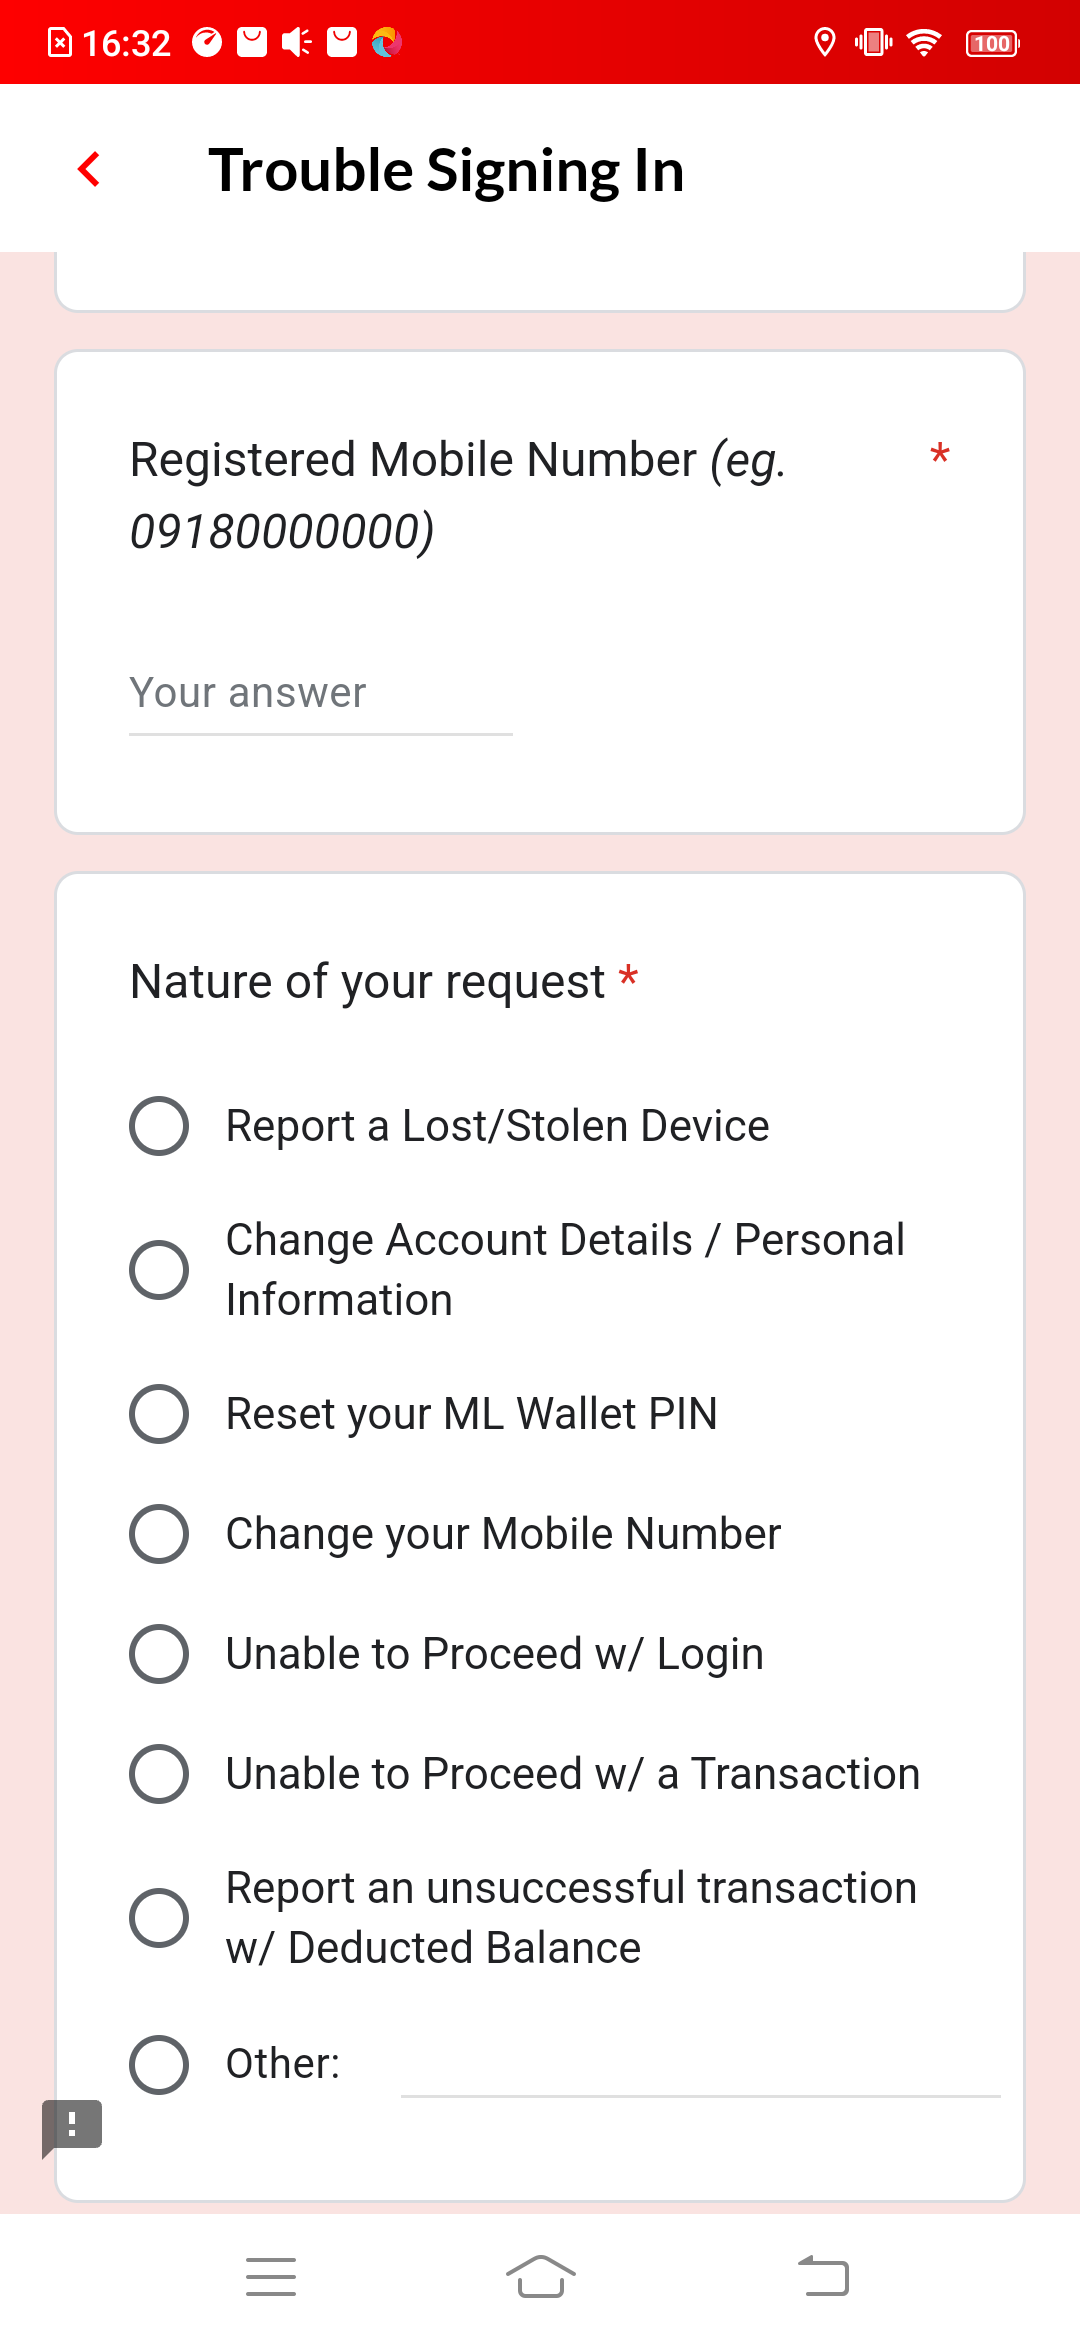 16:32
100
Trouble Signing In
Registered Mobile Number (eg. *
09180000000)
Your answer
Nature of your request *
Report a Lost/Stolen Device
Change Account Details / Personal
Information
Reset your ML Wallet PIN
Change your Mobile Number
Unable to Proceed w/ Login
Unable to Proceed w/ a Transaction
Report an unsuccessful transaction
w/ Deducted Balance
Other: